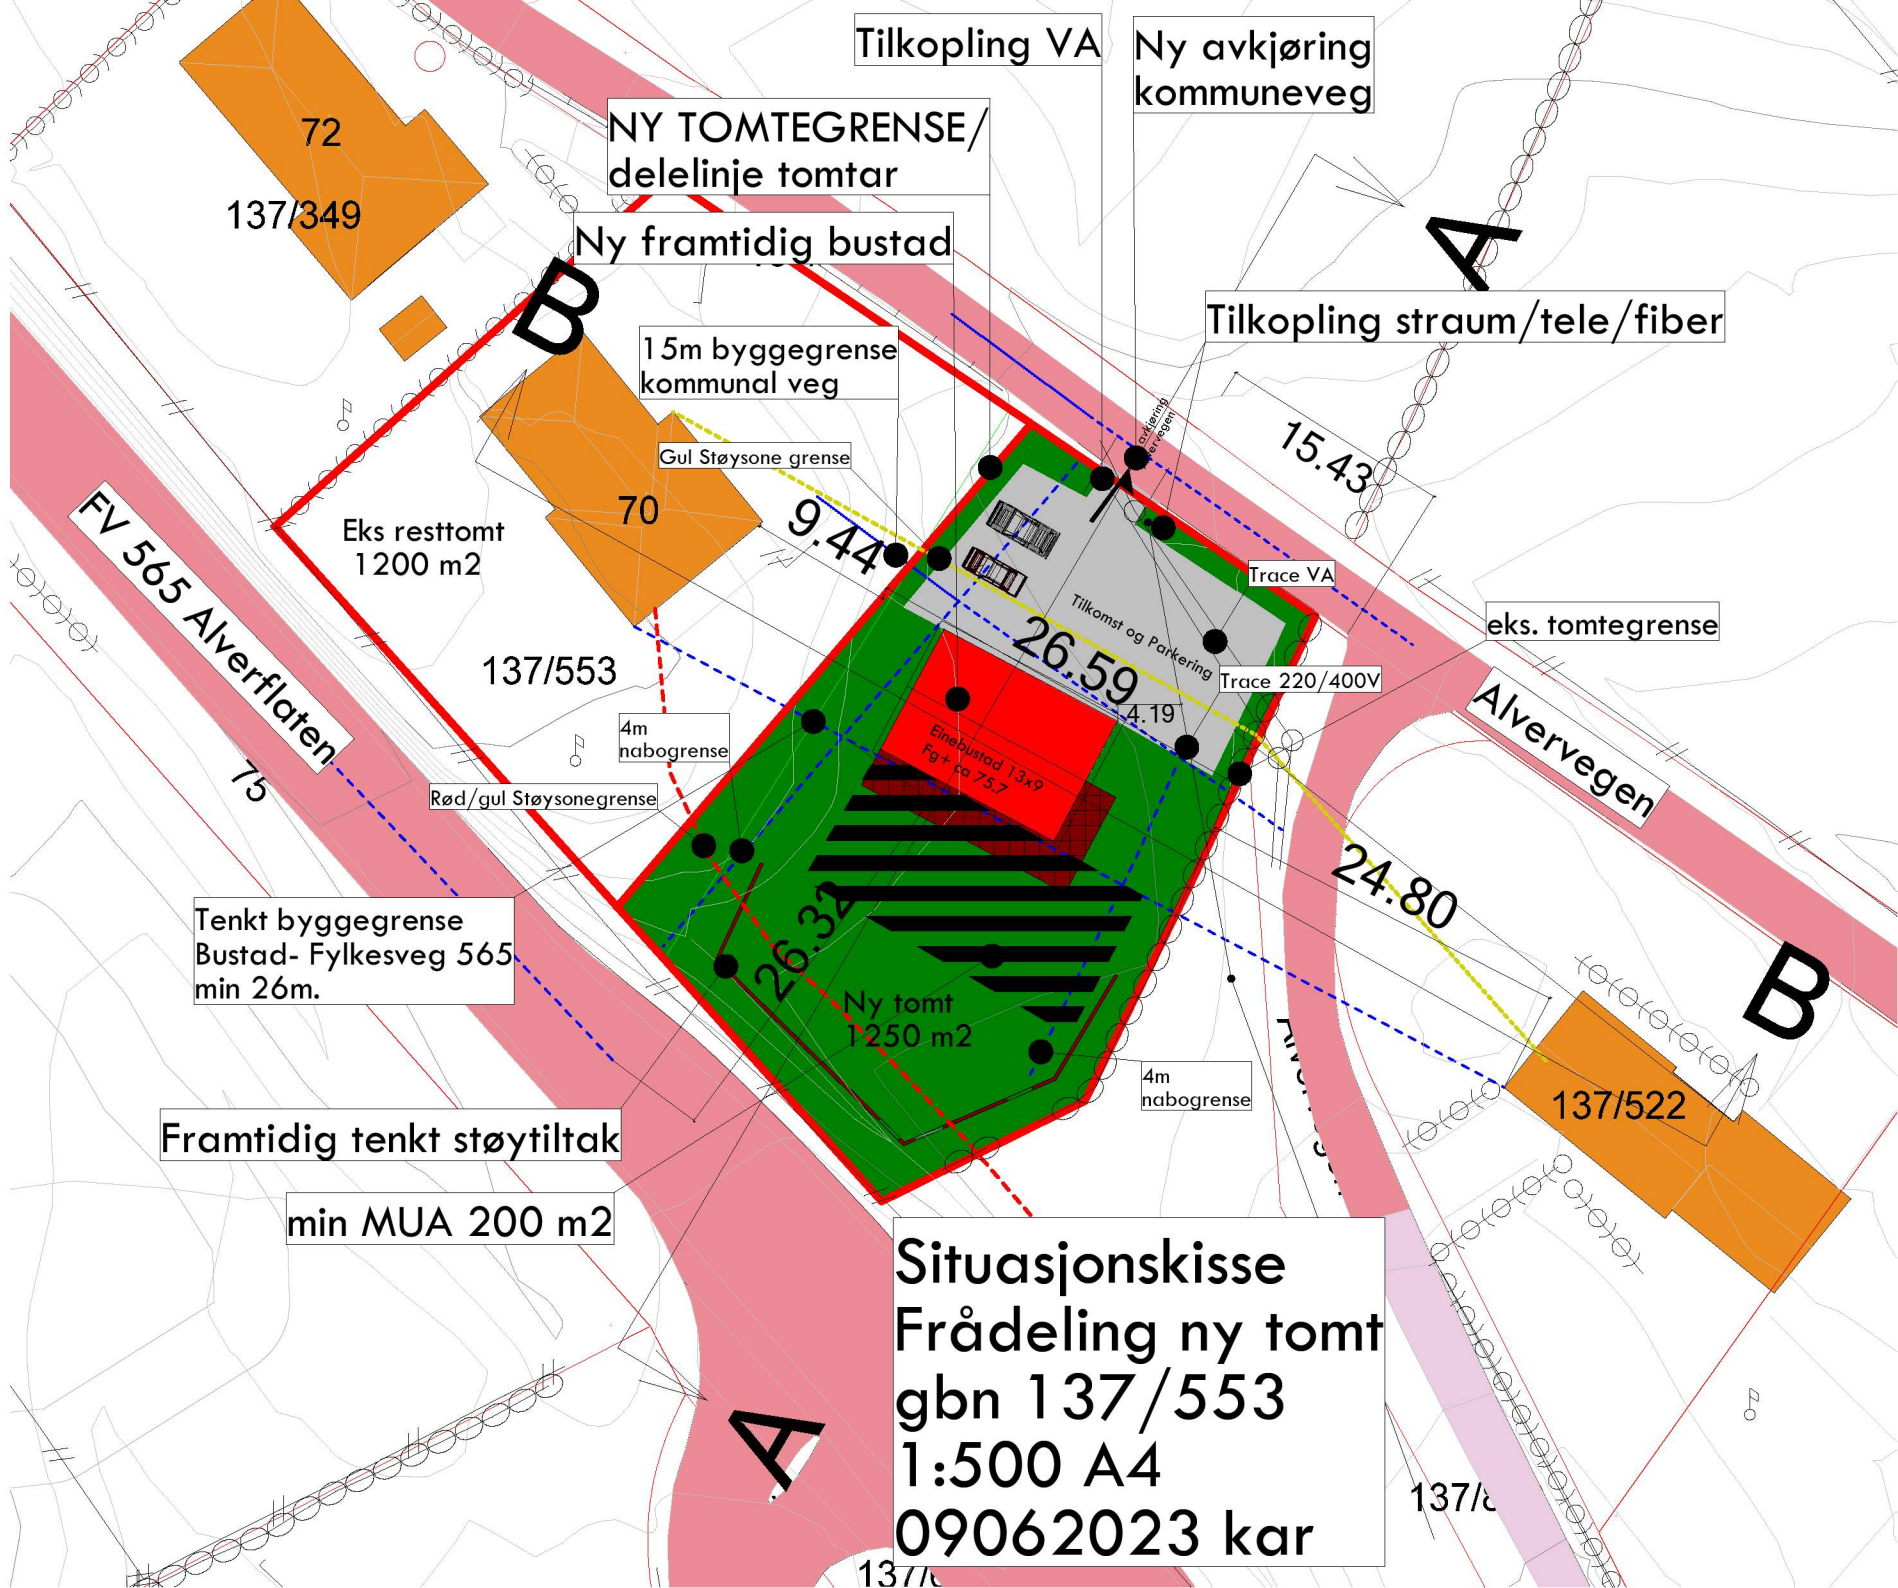 Tilkopling VA
Ny avkjøring
kommuneveg
72
137/349
NY TOMTEGRENSE/
delelinje tomtar
Ny framtidig bustad
A
B
Tilkopling straum/tele/fiber
15m byggegrense
kommunal veg
avkjøring
15.43
Gul Støysone grense
70
9.44
Eks resttomt
1200 m2
FV 565 Alverflaten
Trace VA
Tilkomst og Parkering
eks. tomtegrense
26.59
137/553
Trace 220/400V
4.19
Alvervegen
4m
nabogrense
Einebustad 13x9
Fg+ ca 75.7
75
Rød/gul Støysonegrense
24.80
Tenkt byggegrense
Bustad- Fylkesveg 565
min 26m.
26.32
B
Ny tomt
1250 m2
4m
nabogrense
137/522
Framtidig tenkt støytiltak
min MUA 200 m2
Situasjonskisse
Frådeling ny tomt
gbn 137/553
1:500 A4
09062023 kar
A